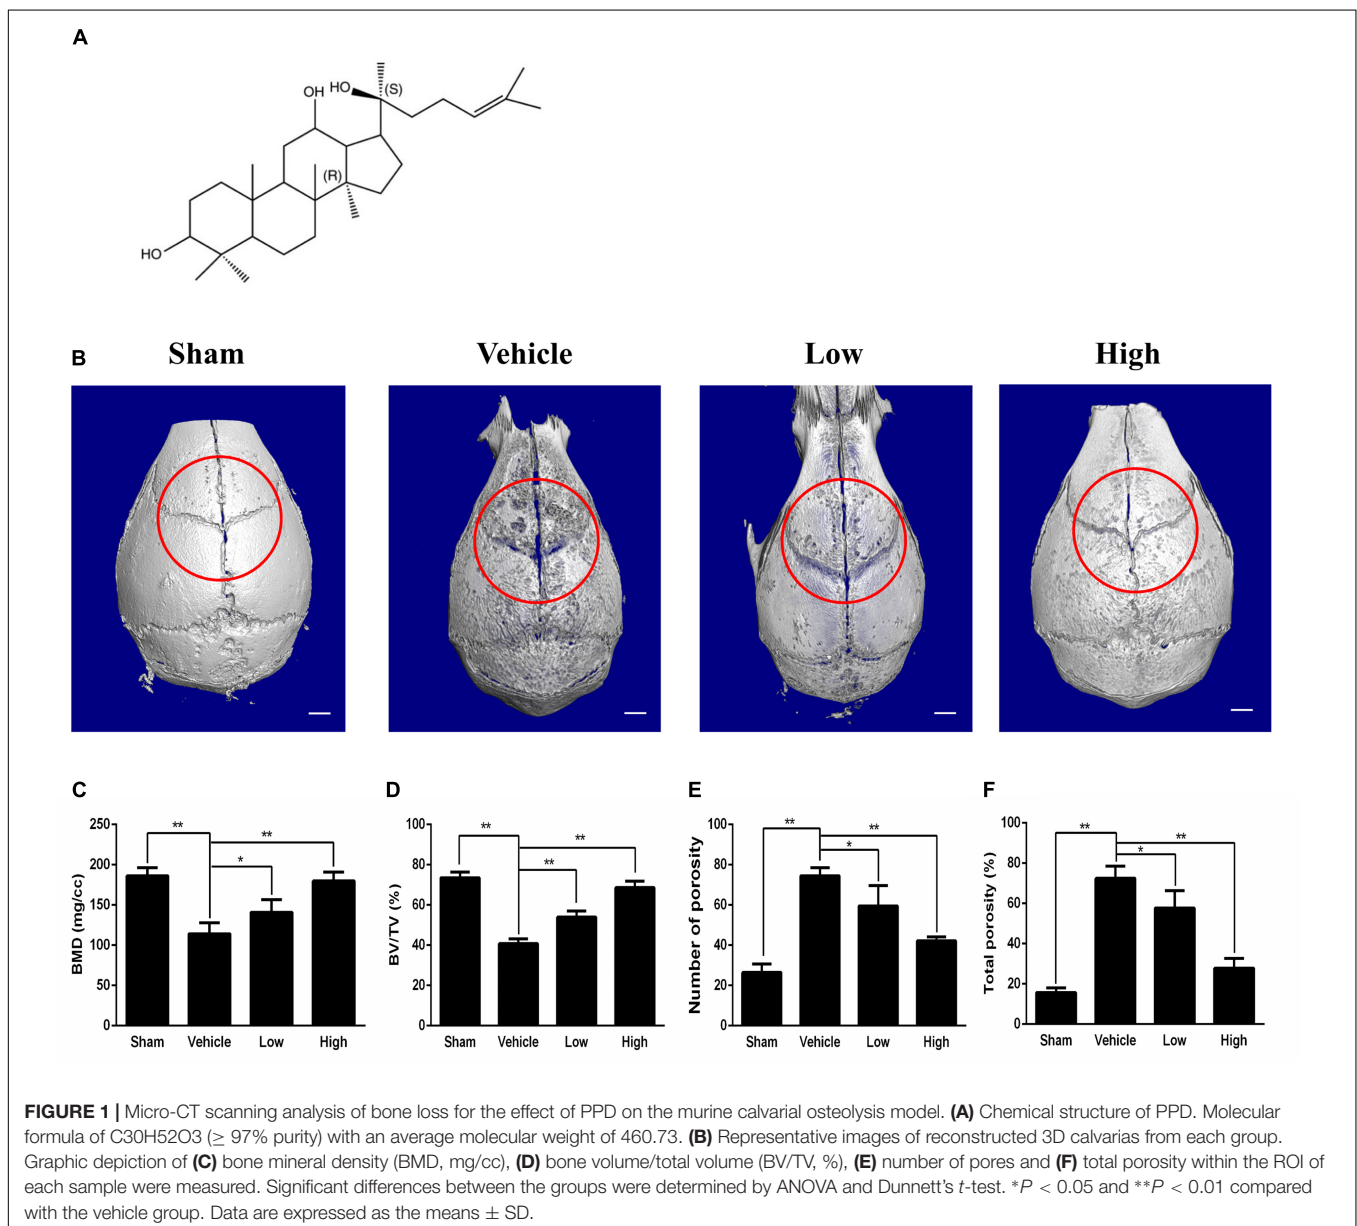 A
OH
HO
(S)
(R)
HO
B
Sham Vehicle Low High
C
250
200
150
100
50
0
BMD (mg/cc)
** ** *
Sham Vehicle Low High
D
100
80
60
40
20
0
BV/TV (%)
** ** **
Sham Vehicle Low High
E
100
80
60
40
20
0
Number of porosity
** ** *
Sham Vehicle Low High
F
100
80
60
40
20
0
Total porosity (%)
** ** *
Sham Vehicle Low High
FIGURE 1 | Micro-CT scanning analysis of bone loss for the effect of PPD on the murine calvarial osteolysis model. (A) Chemical structure of PPD. Molecular
formula of C30H52O3 (≥ 97% purity) with an average molecular weight of 460.73. (B) Representative images of reconstructed 3D calvarias from each group.
Graphic depiction of (C) bone mineral density (BMD, mg/cc), (D) bone volume/total volume (BV/TV, %), (E) number of pores and (F) total porosity within the ROI of
each sample were measured. Significant differences between the groups were determined by ANOVA and Dunnett's t-test. *P < 0.05 and **P < 0.01 compared
with the vehicle group. Data are expressed as the means ± SD.